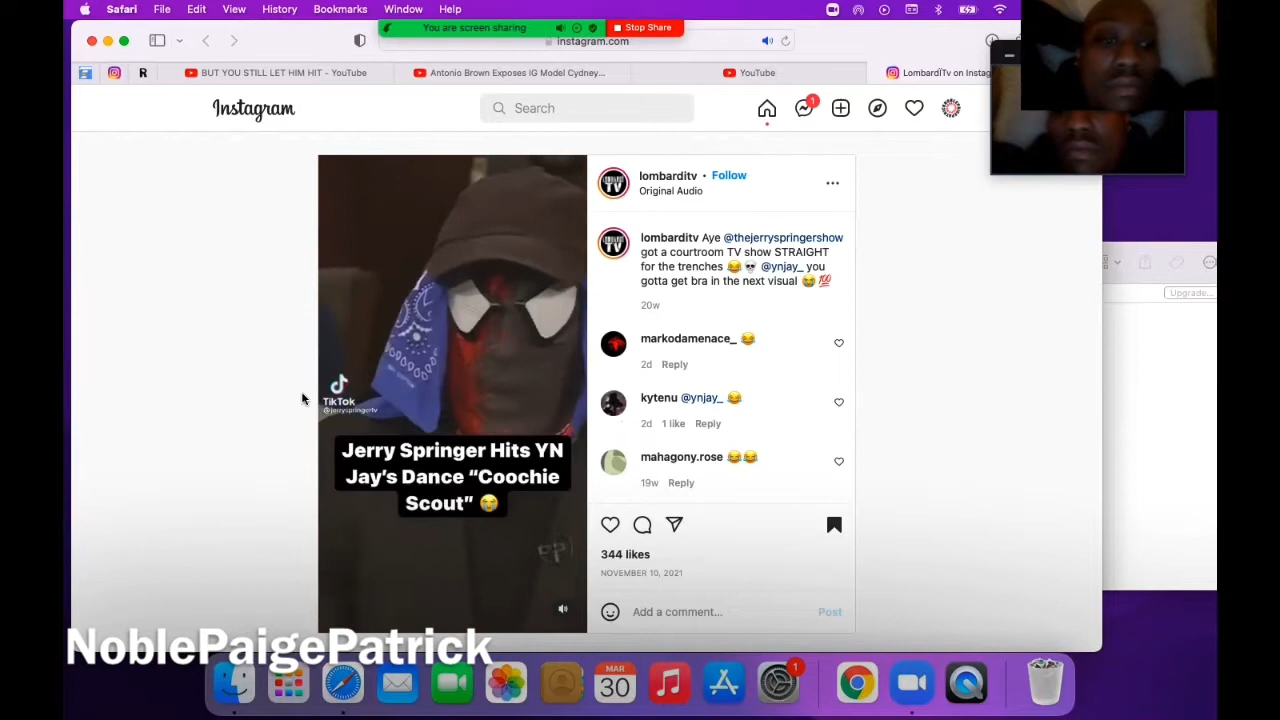 Safari File Edit View History Bookmarks Window Help
You are screen sharing Stop Share
instagram.com
R BUT YOU STILL LET HIM HIT - YouTube Antonio Brown Exposes IG Model Cydney... YouTube LombardÏTv on Instag
Instagram Search 1
lombarditv • Follow
Original Audio
lombarditv Aye @thejerryspringershow
got a courtroom TV show STRAIGHT
for the trenches 😂 💀 @ynjay_ you
gotta get bra in the next visual 😭 💯
20w
Upgrade...
markodamenace_ 😂
2d Reply
kytenu @ynjay_ 😂
2d 1 like Reply
mahagony.rose 😂😂
19w Reply
TikTok
@jerryspringertv
Jerry Springer Hits YN
Jay's Dance “Coochie
Scout” 😭
344 likes
NOVEMBER 10, 2021
Add a comment... Post
NoblePaigePatrick
MAR
30
1